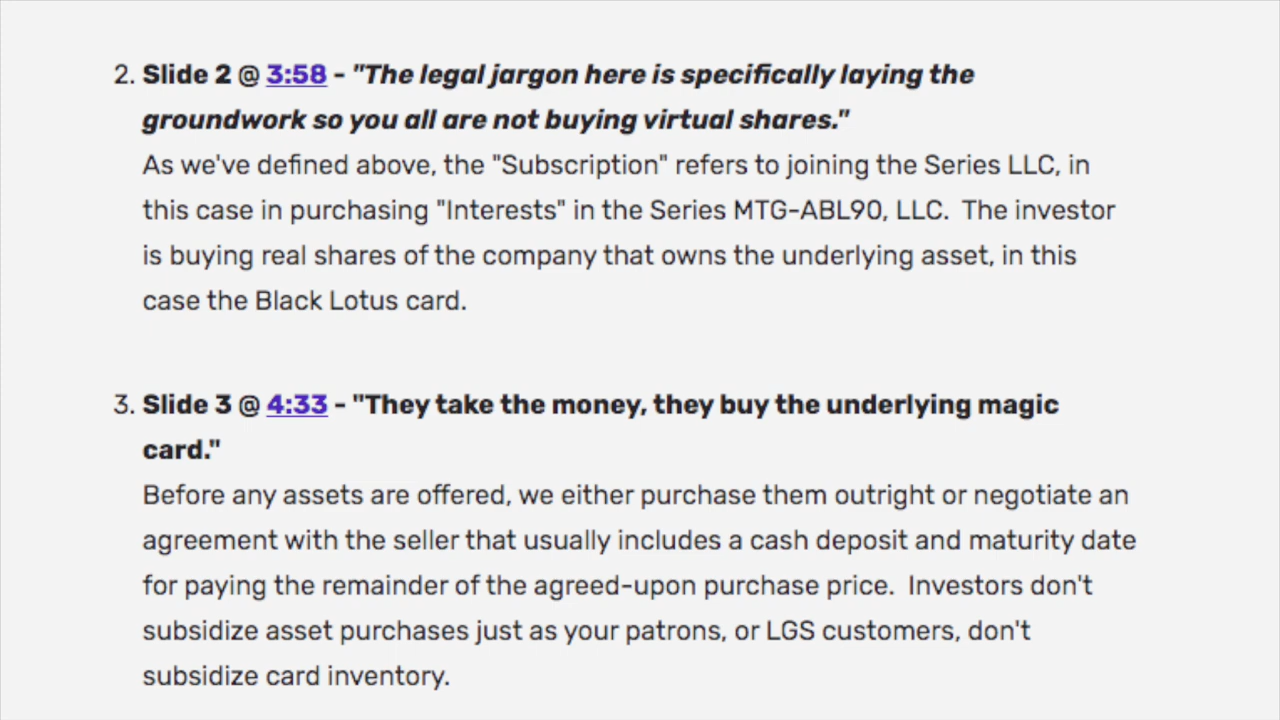 2. Slide 2 @ 3:58 - "The legal jargon here is specifically laying the
groundwork so you all are not buying virtual shares."
As we've defined above, the "Subscription" refers to joining the Series LLC, in
this case in purchasing "Interests" in the Series MTG-ABL90, LLC.  The investor
is buying real shares of the company that owns the underlying asset, in this
case the Black Lotus card.
3. Slide 3 @ 4:33 - "They take the money, they buy the underlying magic
card."
Before any assets are offered, we either purchase them outright or negotiate an
agreement with the seller that usually includes a cash deposit and maturity date
for paying the remainder of the agreed-upon purchase price.  Investors don't
subsidize asset purchases just as your patrons, or LGS customers, don't
subsidize card inventory.